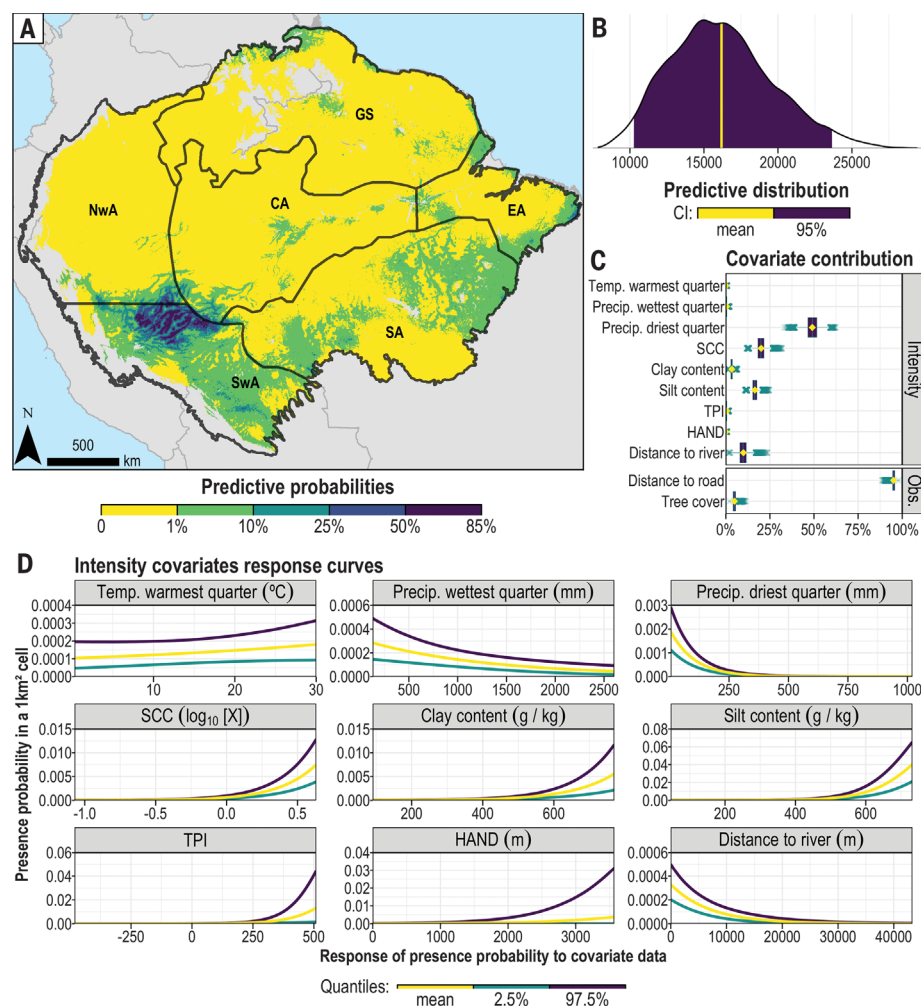 A
GS
NwA
CA
EA
SA
SwA
N
500
km
Predictive probabilities
0 1% 10% 25% 50% 85%
B
10000 15000 20000 25000
Predictive distribution
CI:
mean 95%
C Covariate contribution
Temp. warmest quarter
Precip. wettest quarter
Precip. driest quarter
SCC
Clay content
Silt content
TPI
HAND
Distance to river
Intensity
Distance to road
Tree cover
Obs.
0% 25% 50% 75% 100%
D Intensity covariates response curves
Presence probability in a 1km² cell
Temp. warmest quarter (ºC)
0.0004
0.0003
0.0002
0.0001
0.0000
10 20 30
Precip. wettest quarter (mm)
0.0006
0.0004
0.0002
0.0000
500 1000 1500 2000 2500
Precip. driest quarter (mm)
0.003
0.002
0.001
0.000
250 500 750 1000
SCC (log₁₀ [X])
0.015
0.010
0.005
0.000
-1.0 -0.5 0.0 0.5
Clay content (g / kg)
0.015
0.010
0.005
0.000
200 400 600
Silt content (g / kg)
0.08
0.06
0.04
0.02
0.00
200 400 600
TPI
0.06
0.04
0.02
0.00
-250 0 250 500
HAND (m)
0.04
0.03
0.02
0.01
0.00
0 1000 2000 3000
Distance to river (m)
0.0006
0.0004
0.0002
0.0000
0 10000 20000 30000 40000
Response of presence probability to covariate data
Quantiles:
mean 2.5% 97.5%